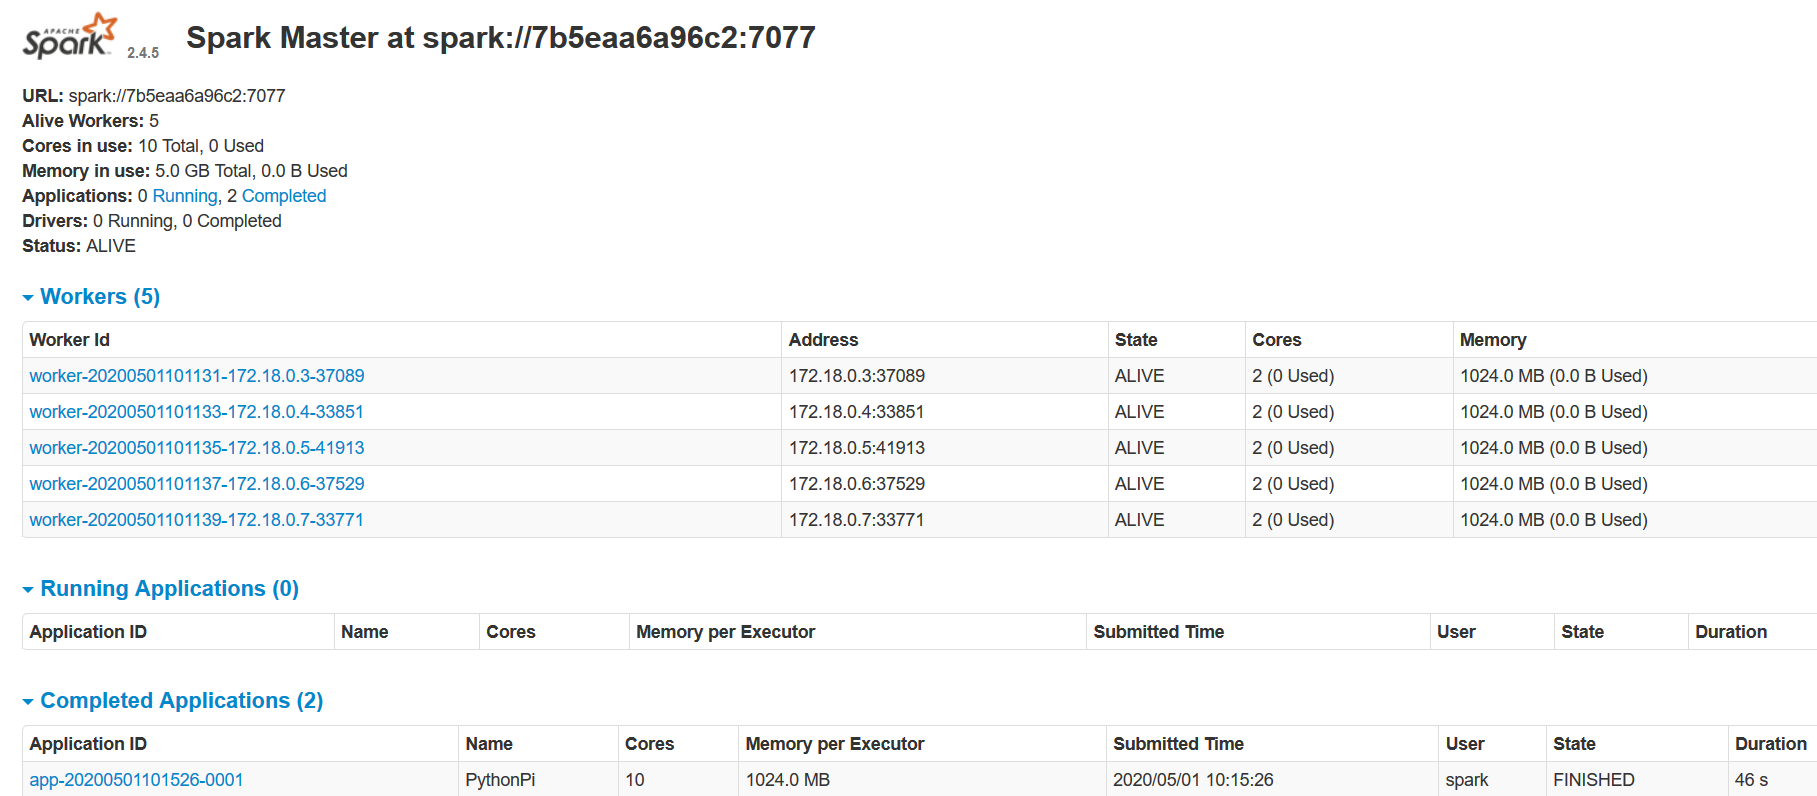 APACHE Spark 2.4.5 Spark Master at spark://7b5eaa6a96c2:7077
URL: spark://7b5eaa6a96c2:7077
Alive Workers: 5
Cores in use: 10 Total, 0 Used
Memory in use: 5.0 GB Total, 0.0 B Used
Applications: 0 Running, 2 Completed
Drivers: 0 Running, 0 Completed
Status: ALIVE
Workers (5)
Worker Id Address State Cores Memory
worker-20200501101131-172.18.0.3-37089 172.18.0.3:37089 ALIVE 2 (0 Used) 1024.0 MB (0.0 B Used)
worker-20200501101133-172.18.0.4-33851 172.18.0.4:33851 ALIVE 2 (0 Used) 1024.0 MB (0.0 B Used)
worker-20200501101135-172.18.0.5-41913 172.18.0.5:41913 ALIVE 2 (0 Used) 1024.0 MB (0.0 B Used)
worker-20200501101137-172.18.0.6-37529 172.18.0.6:37529 ALIVE 2 (0 Used) 1024.0 MB (0.0 B Used)
worker-20200501101139-172.18.0.7-33771 172.18.0.7:33771 ALIVE 2 (0 Used) 1024.0 MB (0.0 B Used)
Running Applications (0)
Application ID Name Cores Memory per Executor Submitted Time User State Duration
Completed Applications (2)
Application ID Name Cores Memory per Executor Submitted Time User State Duration
app-20200501101526-0001 PythonPi 10 1024.0 MB 2020/05/01 10:15:26 spark FINISHED 46 s